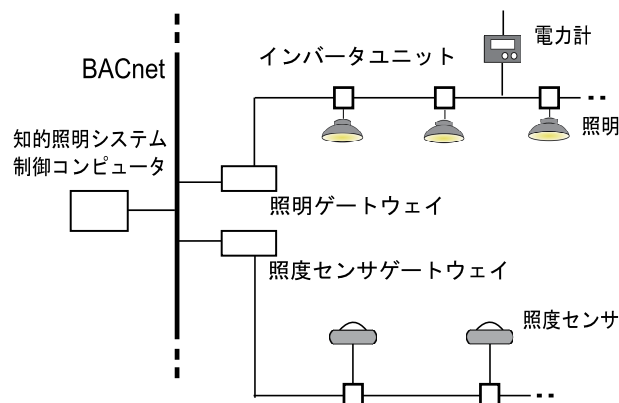 電力計
インバータユニット
BACnet
照明
知的照明システム
制御コンピュータ
照明ゲートウェイ
照度センサゲートウェイ
照度センサ